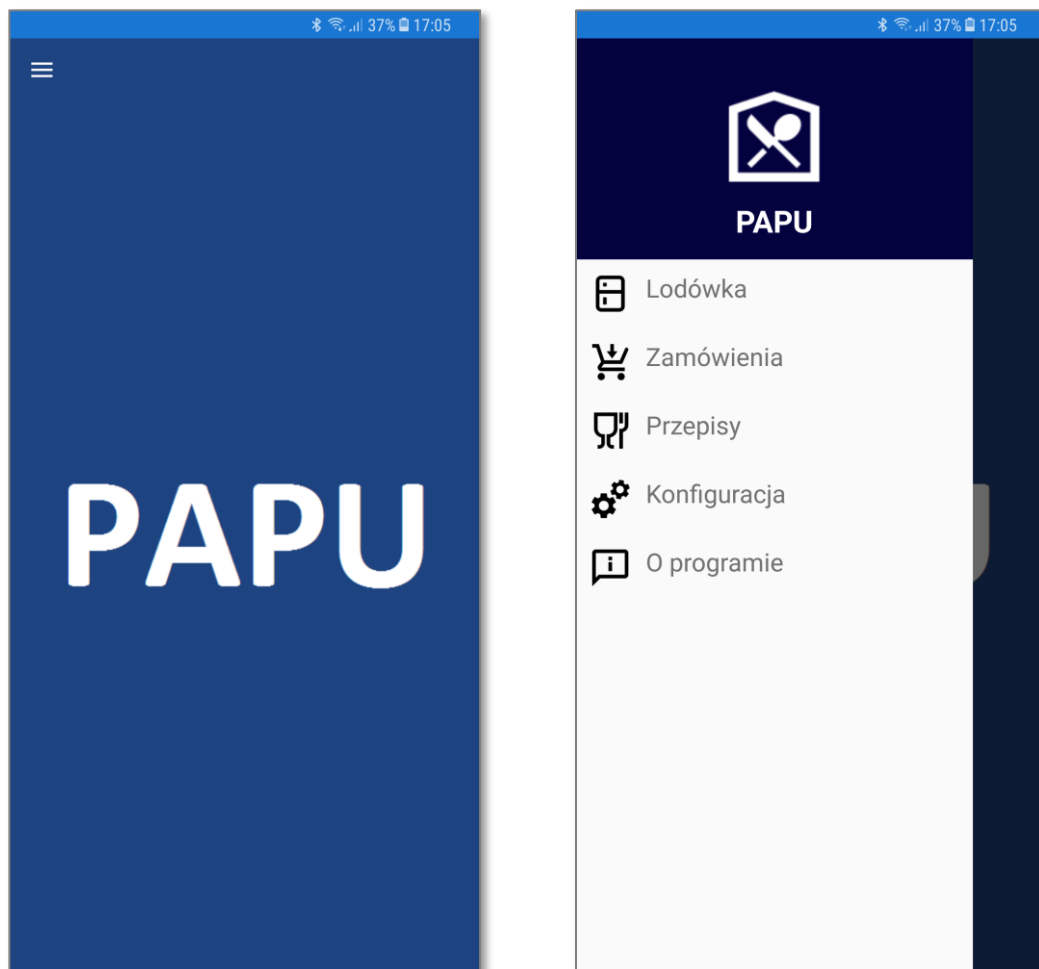 37% 17:05
PAPU
37% 17:05
PAPU
Lodówka
Zamówienia
Przepisy
Konfiguracja
O programie